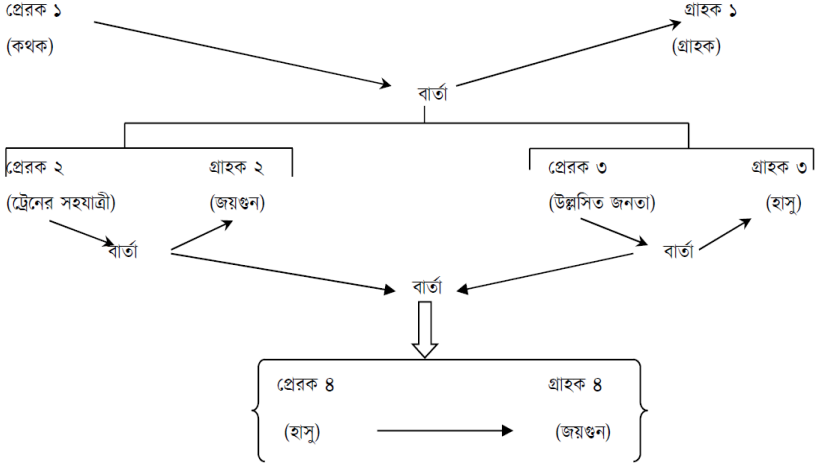 প্রেরক ১ গ্রাহক ১
(কথক) (গ্রাহক)
বার্তা
প্রেরক ২ গ্রাহক ২ প্রেরক ৩ গ্রাহক ৩
(ট্রেনের সহযাত্রী) (জয়গুন) (উল্লসিত জনতা) (হাসু)
বার্তা বার্তা
বার্তা
প্রেরক ৪ গ্রাহক ৪
(হাসু) (জয়গুন)